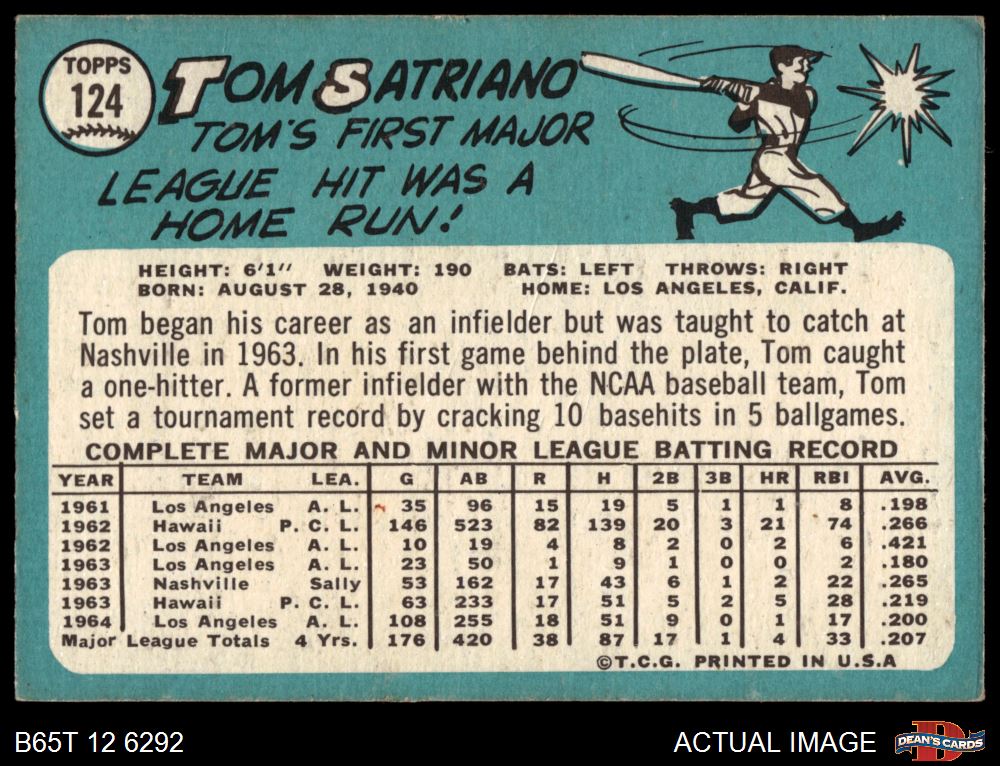 TOPPS
124
TOM SATRIANO
TOM'S FIRST MAJOR
LEAGUE HIT WAS A
HOME RUN!
HEIGHT: 6'1" WEIGHT: 190 BATS: LEFT THROWS: RIGHT
BORN: AUGUST 28, 1940 HOME: LOS ANGELES, CALIF.
Tom began his career as an infielder but was taught to catch at
Nashville in 1963. In his first game behind the plate, Tom caught
a one-hitter. A former infielder with the NCAA baseball team, Tom
set a tournament record by cracking 10 basehits in 5 ballgames.
COMPLETE MAJOR AND MINOR LEAGUE BATTING RECORD
YEAR TEAM LEA. G AB R H 2B 3B HR RBI AVG.
1961 Los Angeles A. L. 35 96 15 19 5 1 1 8 .198
1962 Hawaii P. C. L. 146 523 82 139 20 3 21 74 .266
1962 Los Angeles A. L. 10 19 4 8 2 0 2 6 .421
1963 Los Angeles A. L. 23 50 1 9 1 0 0 2 .180
1963 Nashville Sally 53 162 17 43 6 1 2 22 .265
1963 Hawaii P. C. L. 63 233 17 51 5 2 5 28 .219
1964 Los Angeles A. L. 108 255 18 51 9 0 1 17 .200
Major League Totals 4 Yrs. 176 420 38 87 17 1 4 33 .207
©T.C.G. PRINTED IN U.S.A
B65T 12 6292
ACTUAL IMAGE
DEAN'S CARDS